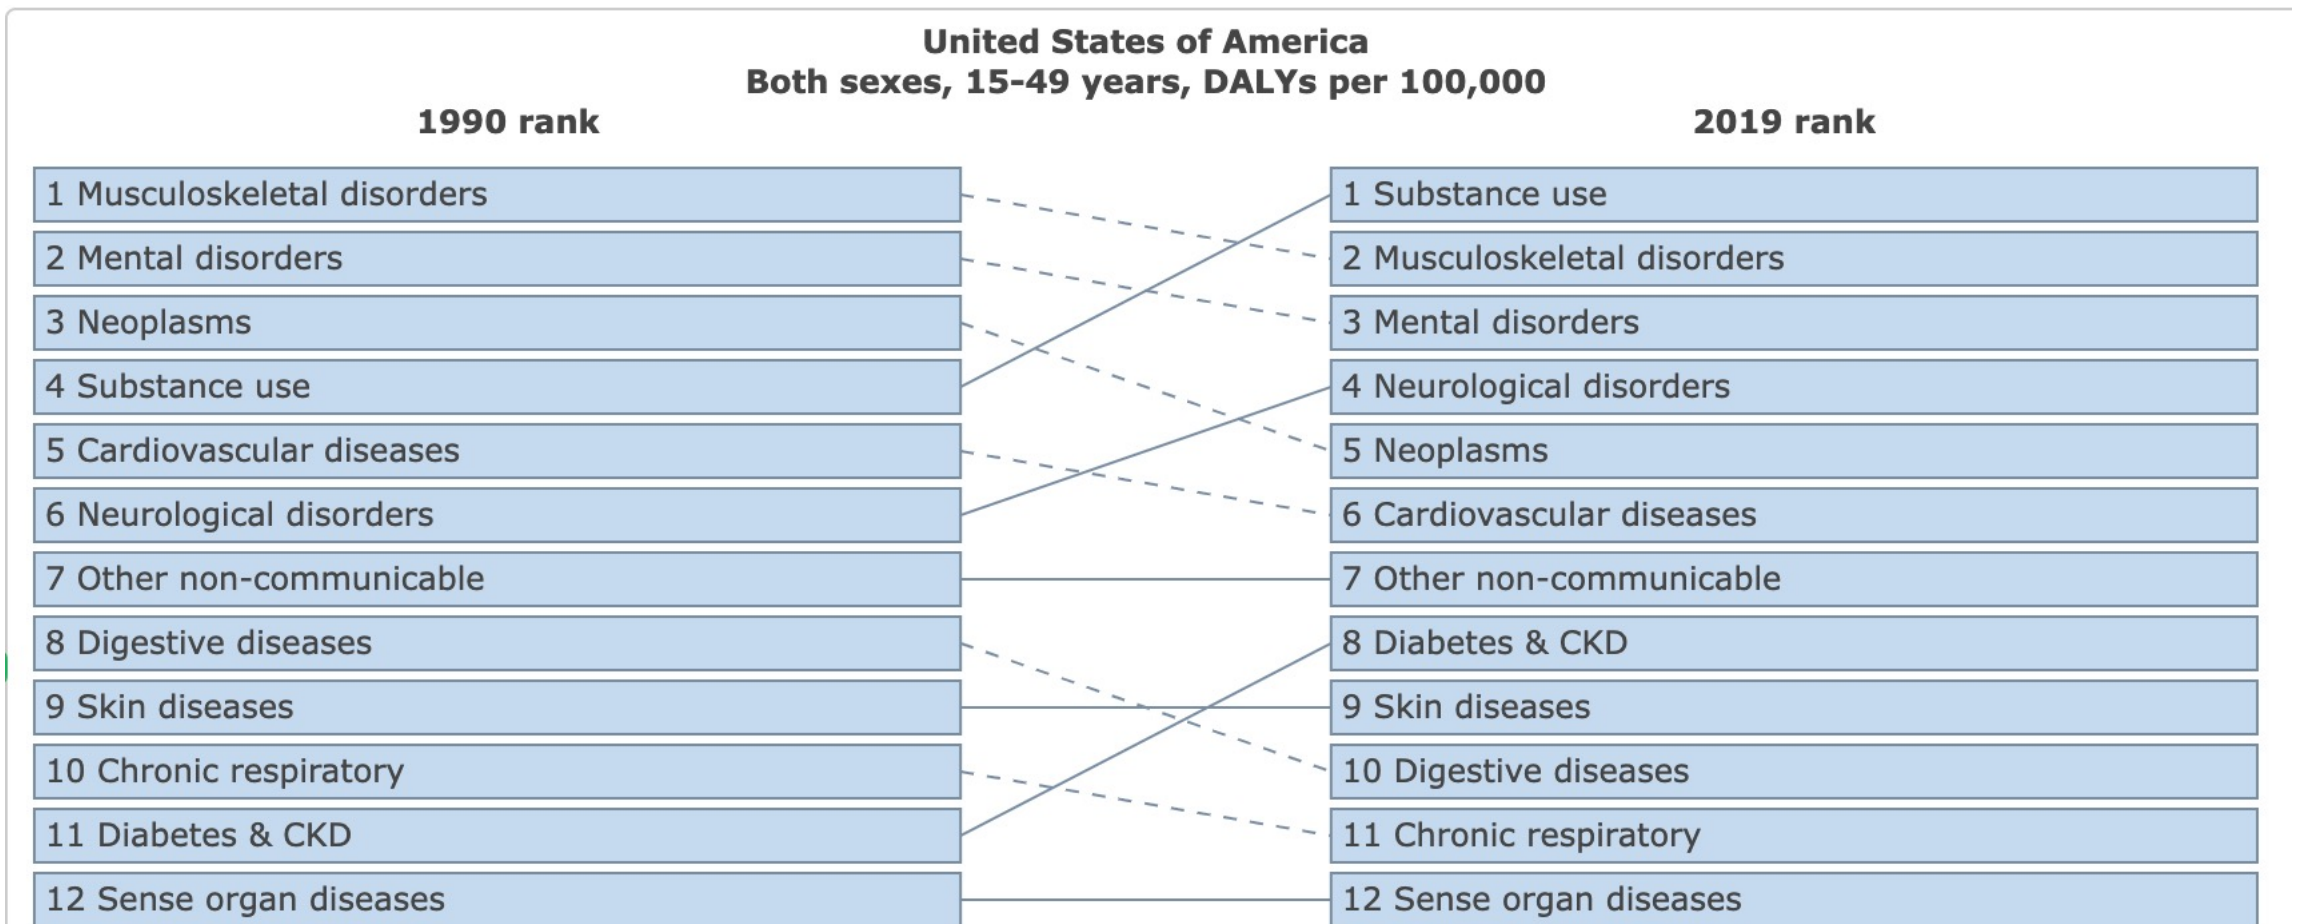 United States of America
Both sexes, 15-49 years, DALYs per 100,000
1990 rank
2019 rank
1 Musculoskeletal disorders
1 Substance use
2 Mental disorders
2 Musculoskeletal disorders
3 Neoplasms
3 Mental disorders
4 Substance use
4 Neurological disorders
5 Cardiovascular diseases
5 Neoplasms
6 Neurological disorders
6 Cardiovascular diseases
7 Other non-communicable
7 Other non-communicable
8 Digestive diseases
8 Diabetes & CKD
9 Skin diseases
9 Skin diseases
10 Chronic respiratory
10 Digestive diseases
11 Diabetes & CKD
11 Chronic respiratory
12 Sense organ diseases
12 Sense organ diseases